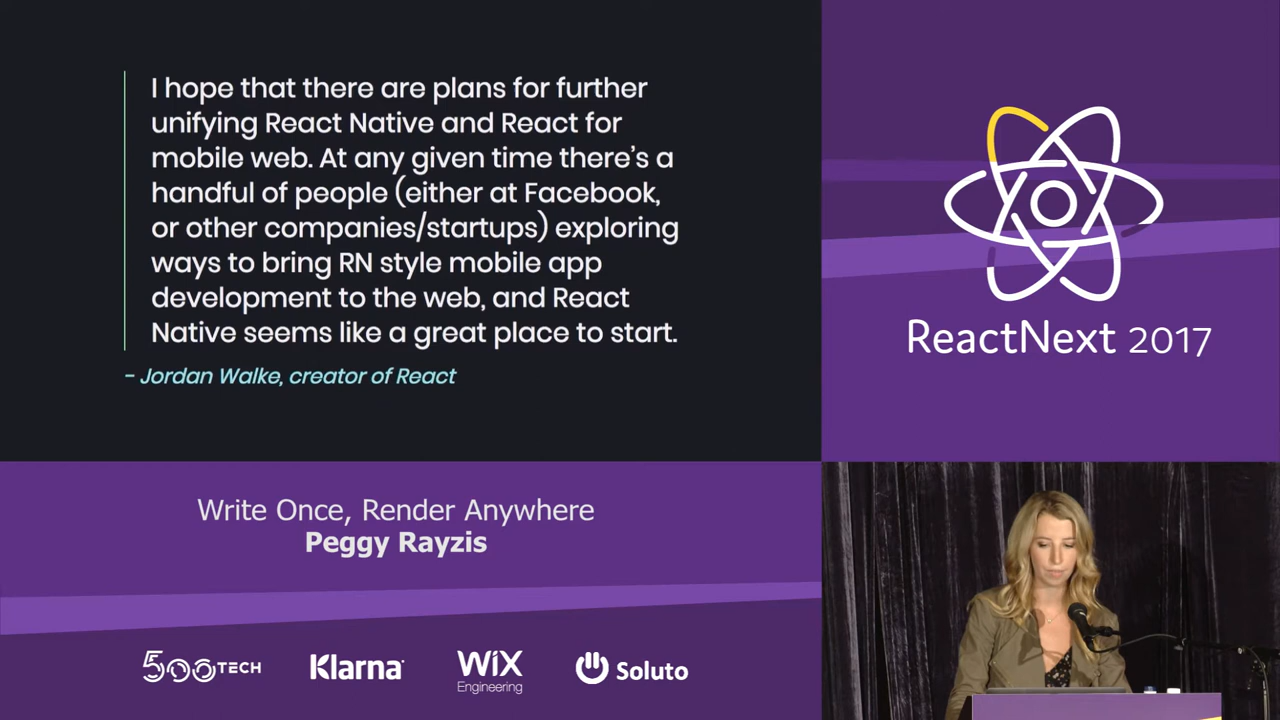 I hope that there are plans for further
unifying React Native and React for
mobile web. At any given time there's a
handful of people (either at Facebook,
or other companies/startups) exploring
ways to bring RN style mobile app
development to the web, and React
Native seems like a great place to start.
- Jordan Walke, creator of React
ReactNext 2017
Write Once, Render Anywhere
Peggy Rayzis
500TECH
Klarna
WiX
Engineering
Soluto